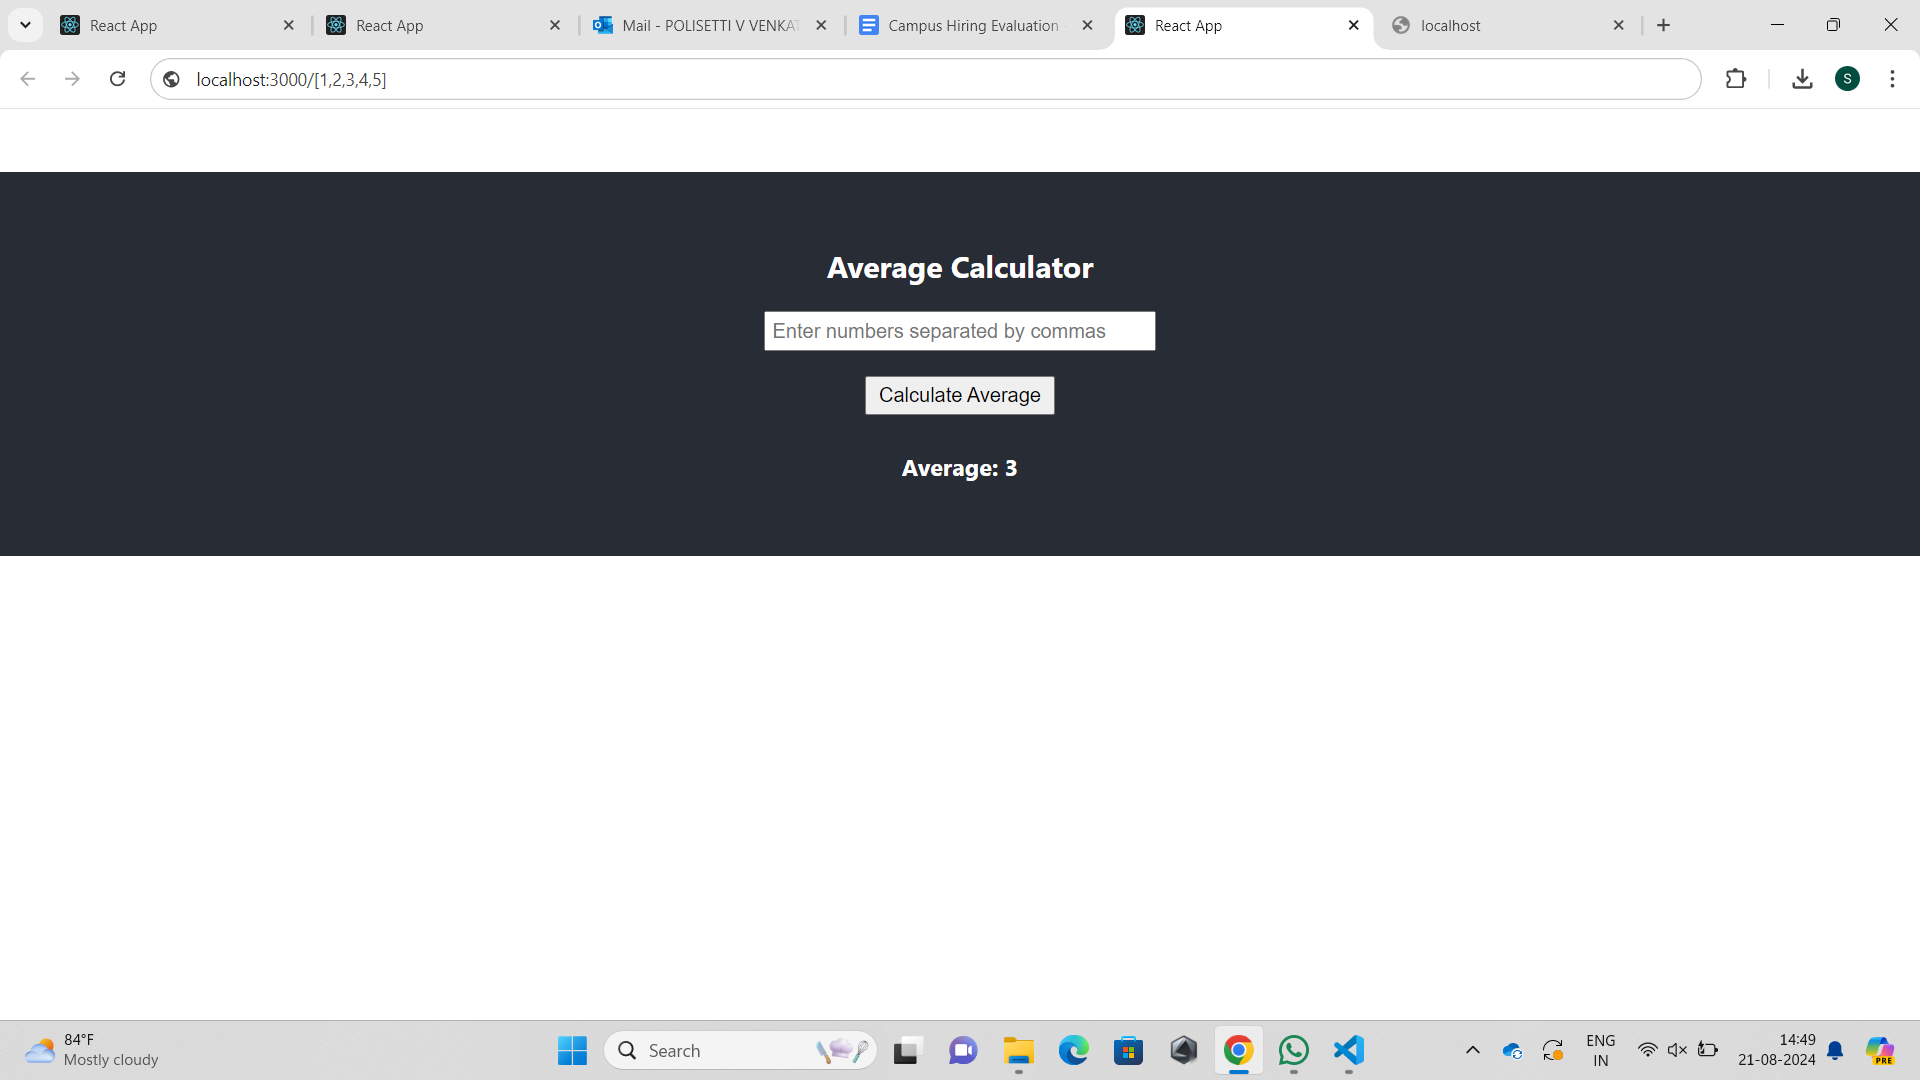 React App
React App
Mail - POLISETTI V VENKAT
Campus Hiring Evaluation -
React App
localhost
localhost:3000/[1,2,3,4,5]
S
Average Calculator
Enter numbers separated by commas
Calculate Average
Average: 3
84°F
Mostly cloudy
Search
ENG
IN
14:49
21-08-2024
PRE